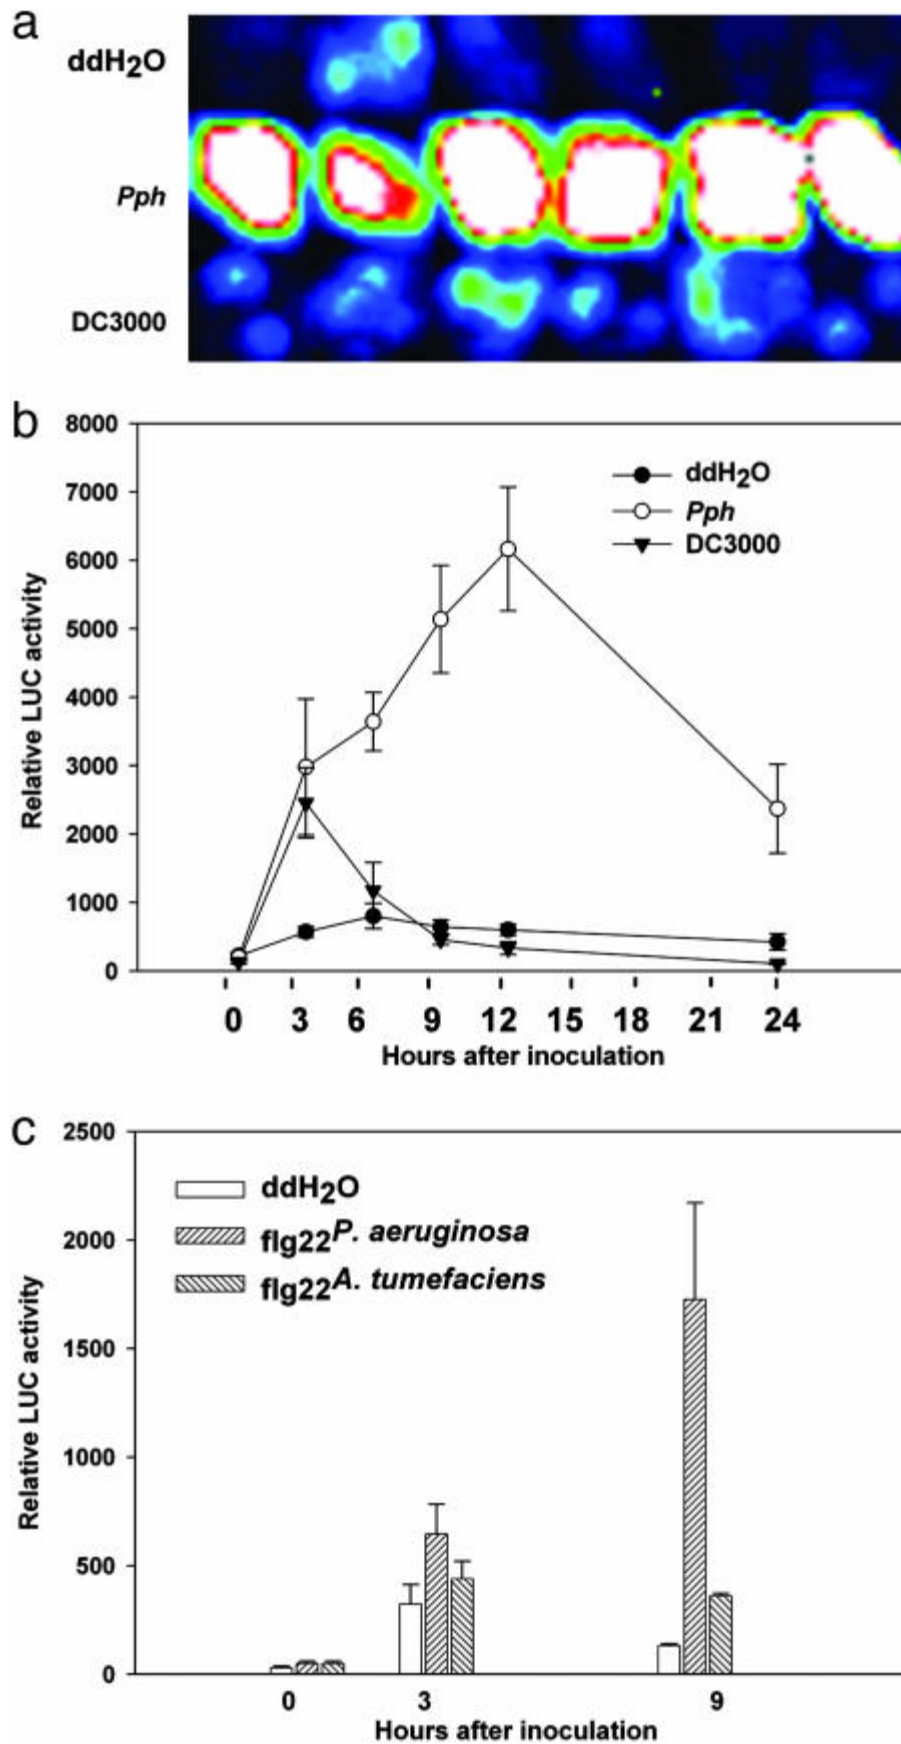 a
ddH2O
Pph
DC3000
b
8000
7000
6000
5000
4000
3000
2000
1000
0
Relative LUC activity
ddH2O
Pph
DC3000
0 3 6 9 12 15 18 21 24
Hours after inoculation
c
2500
2000
1500
1000
500
0
Relative LUC activity
ddH2O
flg22 P. aeruginosa
flg22 A. tumefaciens
0 3 9
Hours after inoculation